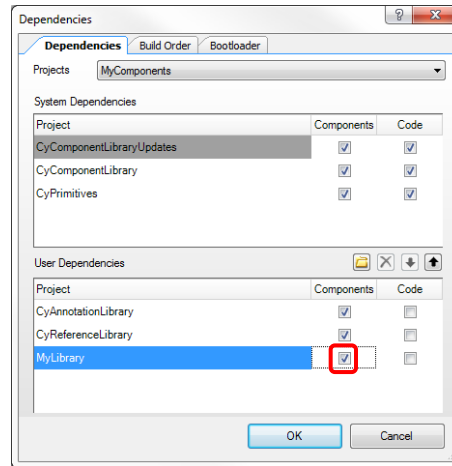 Dependencies
Dependencies Build Order Bootloader
Projects MyComponents
System Dependencies
Project Components Code
CyComponentLibraryUpdates
CyComponentLibrary
CyPrimitives
User Dependencies
Project Components Code
CyAnnotationLibrary
CyReferenceLibrary
MyLibrary
OK Cancel